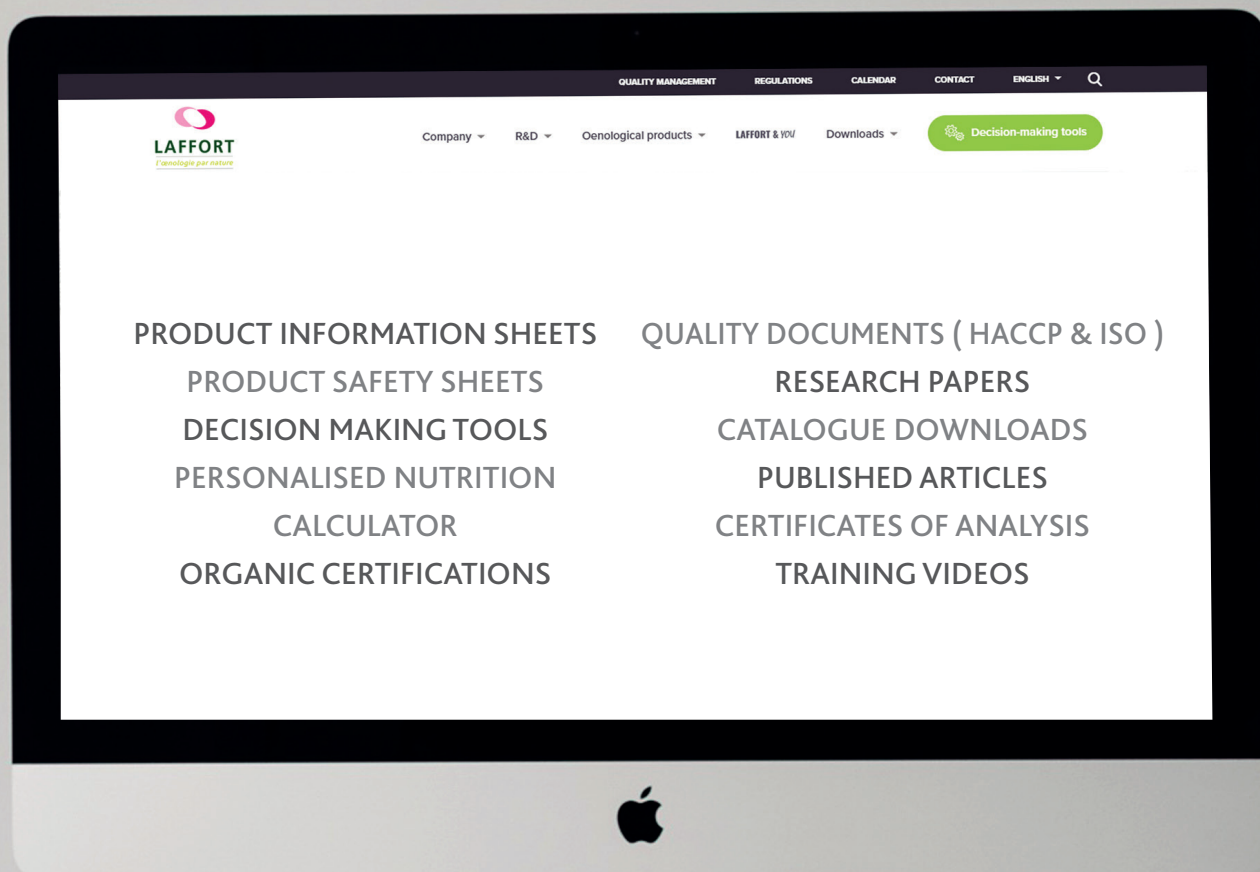 QUALITY MANAGEMENT REGULATIONS CALENDAR CONTACT ENGLISH
LAFFORT
l'œnologie par nature
Company R&D Oenological products LAFFORT & YOU Downloads Decision-making tools
PRODUCT INFORMATION SHEETS
PRODUCT SAFETY SHEETS
DECISION MAKING TOOLS
PERSONALISED NUTRITION
CALCULATOR
ORGANIC CERTIFICATIONS
QUALITY DOCUMENTS ( HACCP & ISO )
RESEARCH PAPERS
CATALOGUE DOWNLOADS
PUBLISHED ARTICLES
CERTIFICATES OF ANALYSIS
TRAINING VIDEOS